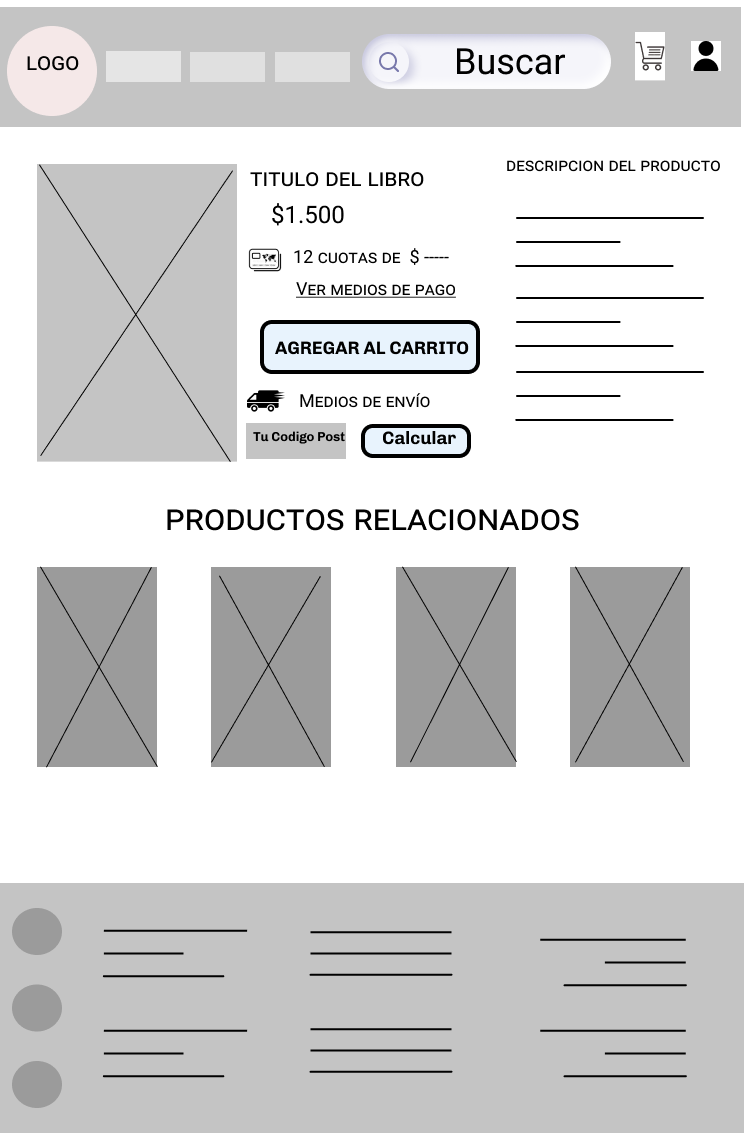 LOGO
Buscar
TITULO DEL LIBRO
$1.500
12 CUOTAS DE $ -----
VER MEDIOS DE PAGO
AGREGAR AL CARRITO
MEDIOS DE ENVÍO
Tu Codigo Post
Calcular
DESCRIPCION DEL PRODUCTO
PRODUCTOS RELACIONADOS